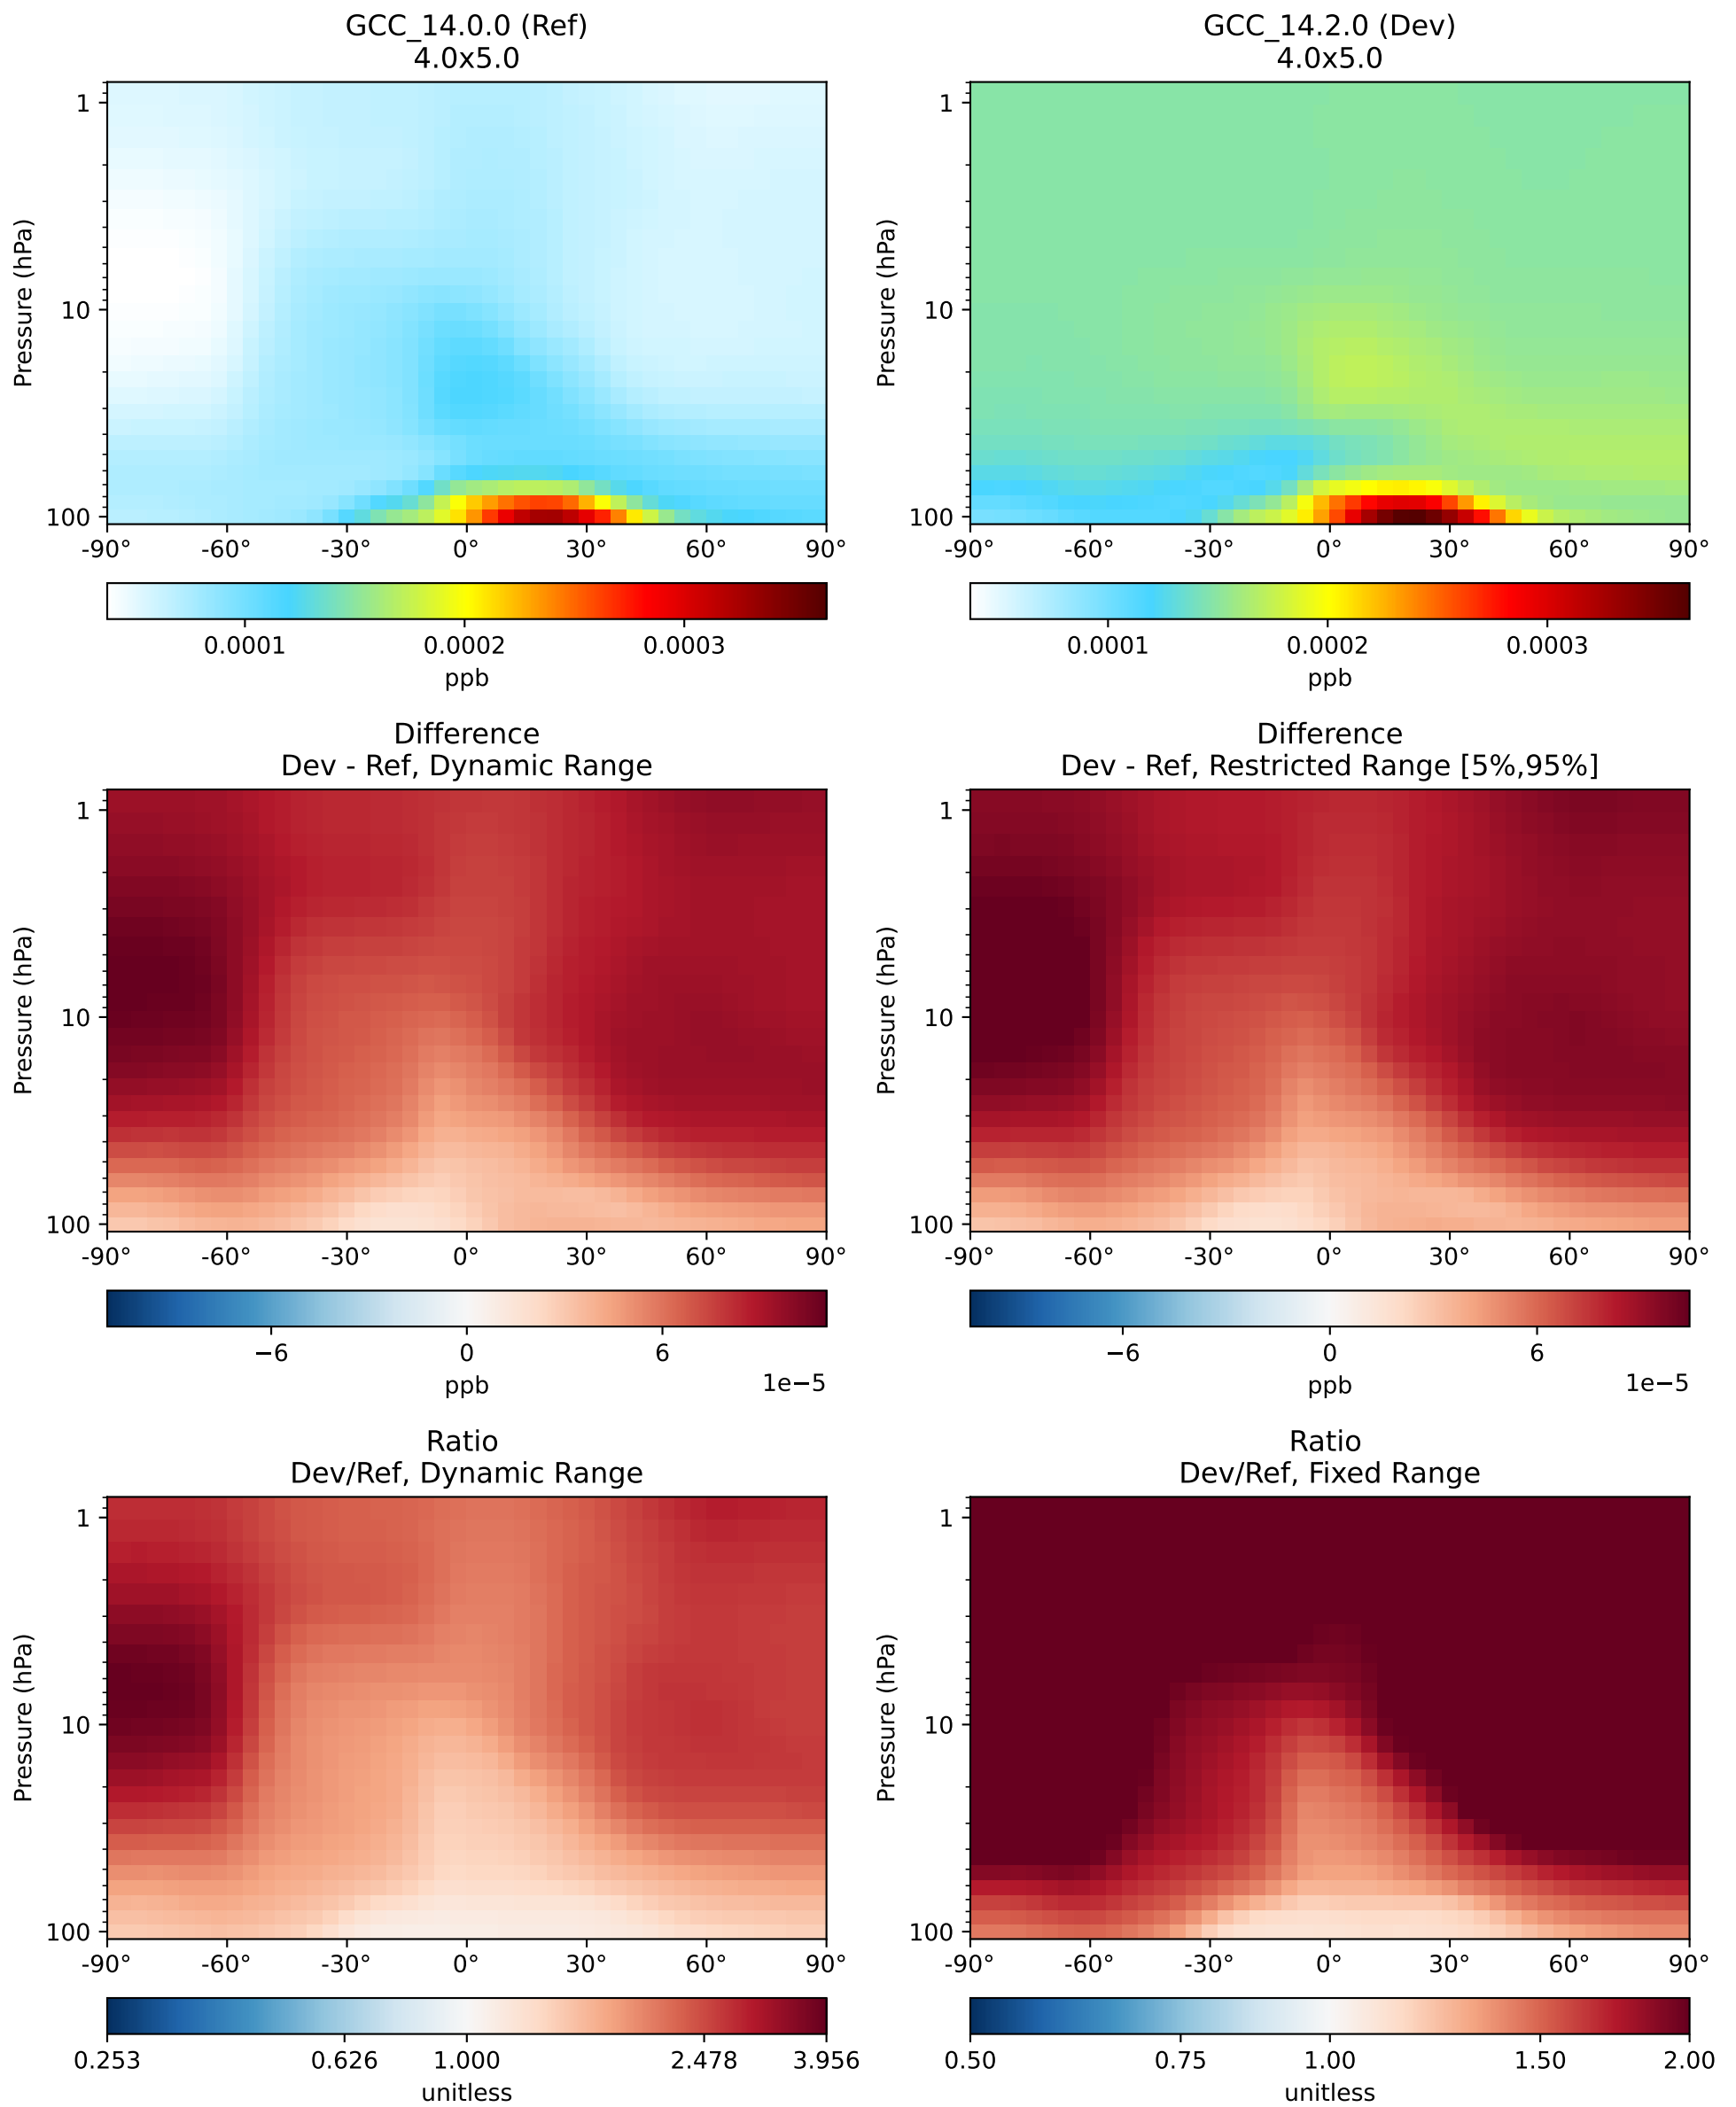 GCC_14.0.0 (Ref)
4.0x5.0
Pressure (hPa)
1
10
100
-90° -60° -30° 0° 30° 60° 90°
0.0001 0.0002 0.0003
ppb
GCC_14.2.0 (Dev)
4.0x5.0
Pressure (hPa)
1
10
100
-90° -60° -30° 0° 30° 60° 90°
0.0001 0.0002 0.0003
ppb
Difference
Dev - Ref, Dynamic Range
Pressure (hPa)
1
10
100
-90° -60° -30° 0° 30° 60° 90°
−6 0 6
ppb
1e−5
Difference
Dev - Ref, Restricted Range [5%,95%]
Pressure (hPa)
1
10
100
-90° -60° -30° 0° 30° 60° 90°
−6 0 6
ppb
1e−5
Ratio
Dev/Ref, Dynamic Range
Pressure (hPa)
1
10
100
-90° -60° -30° 0° 30° 60° 90°
0.253 0.626 1.000 2.478 3.956
unitless
Ratio
Dev/Ref, Fixed Range
Pressure (hPa)
1
10
100
-90° -60° -30° 0° 30° 60° 90°
0.50 0.75 1.00 1.50 2.00
unitless